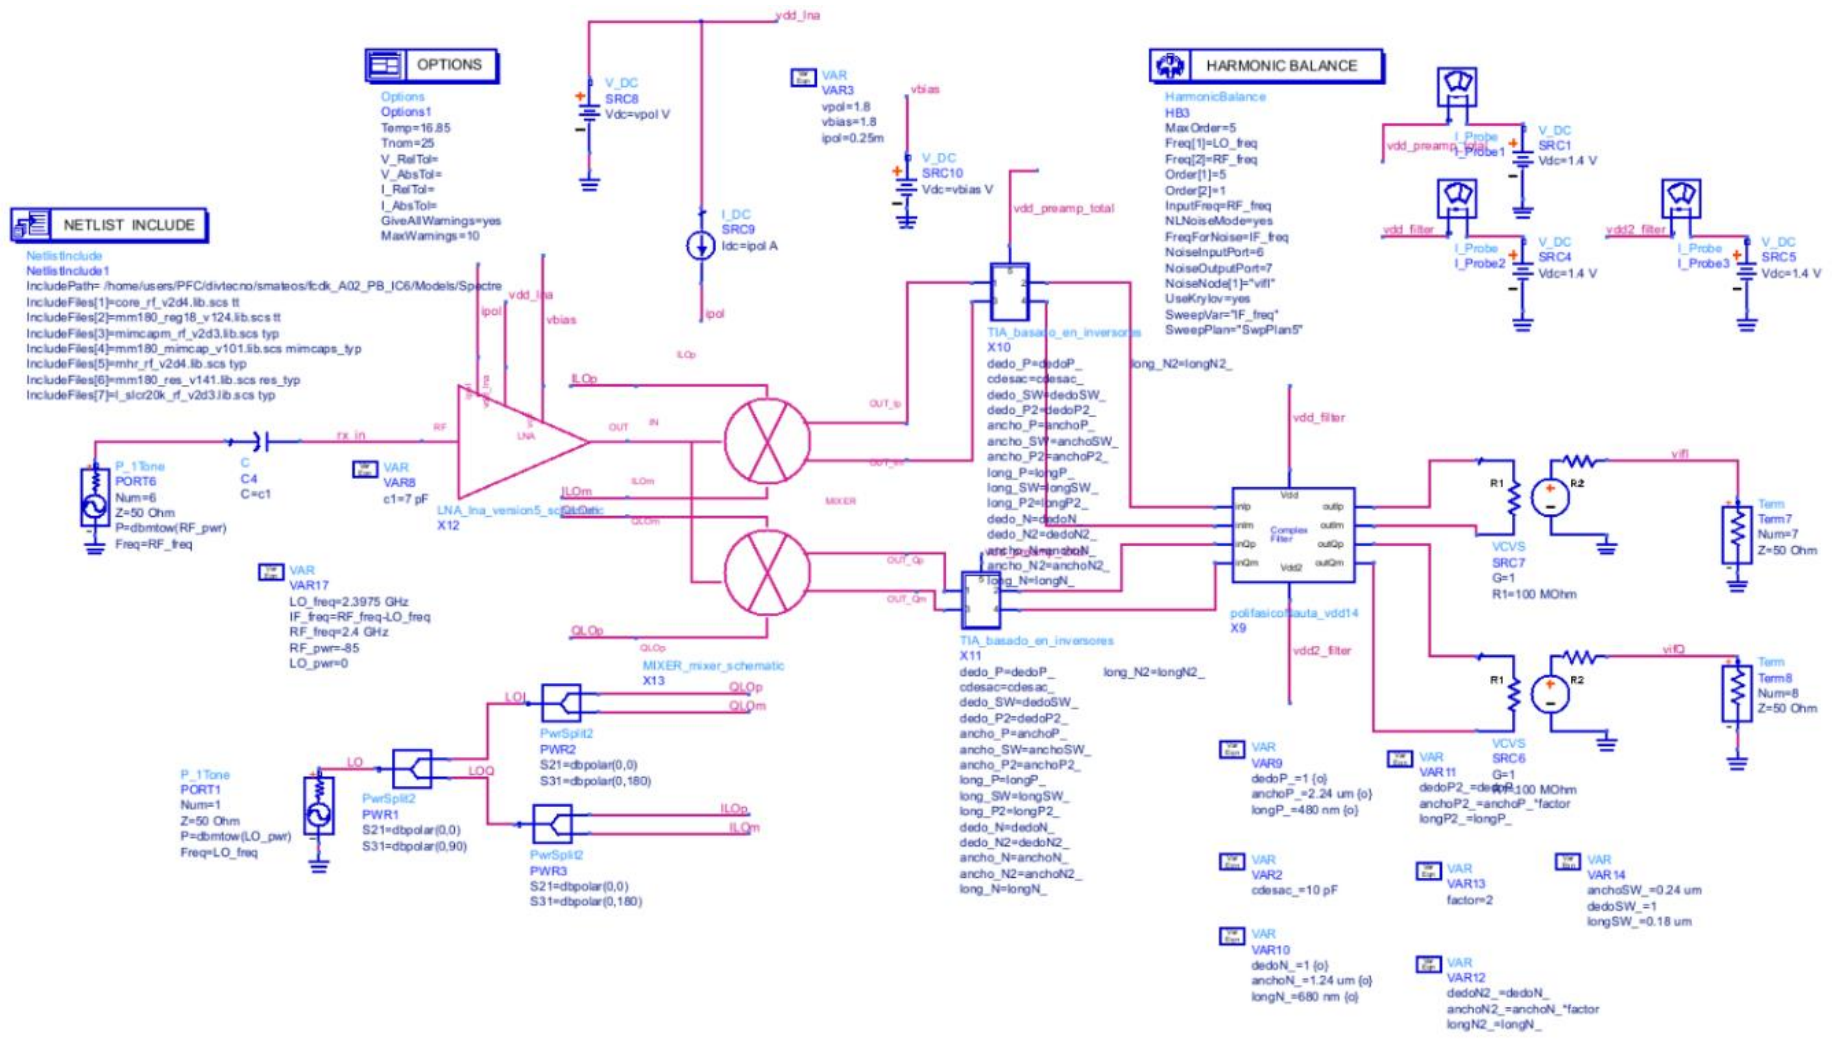 vdd_lna
OPTIONS
Options
Options1
Temp=16.85
Tnom=25
V_RelTol=
V_AbsTol=
I_RelTol=
I_AbsTol=
GiveAllWarnings=yes
MaxWarnings=10
V_DC
SRC8
Vdc=vpol V
VAR
VAR3
vpol=1.8
vbias=1.8
ipol=0.25m
vbias
V_DC
SRC10
Vdc=vbias V
I_DC
SRC9
Idc=ipol A
ipol
vdd_preamp_total
HARMONIC BALANCE
HarmonicBalance
HB3
MaxOrder=5
Freq[1]=LO_freq
Freq[2]=RF_freq
Order[1]=5
Order[2]=1
InputFreq=RF_freq
NLNoiseMode=yes
FreqForNoise=IF_freq
NoiseInputPort=6
NoiseOutputPort=7
NoiseNode[1]="vifI"
UseKrylov=yes
SweepVar="IF_freq"
SweepPlan="SwpPlan5"
vdd_preamp_total
I_Probe
I_Probe1
V_DC
SRC1
Vdc=1.4 V
vdd_filter
I_Probe
I_Probe2
V_DC
SRC4
Vdc=1.4 V
vdd2_filter
I_Probe
I_Probe3
V_DC
SRC5
Vdc=1.4 V
NETLIST INCLUDE
NetlistInclude
NetlistInclude1
IncludePath= /home/users/PFC/divtecno/smateos/fcdk_A02_PB_IC6/Models/Spectre
IncludeFiles[1]=core_rf_v2d4.lib.scs tt
IncludeFiles[2]=mm180_reg18_v124.lib.scs tt
IncludeFiles[3]=mimcapm_rf_v2d3.lib.scs typ
IncludeFiles[4]=mm180_mimcap_v101.lib.scs mimcaps_typ
IncludeFiles[5]=mhr_rf_v2d4.lib.scs typ
IncludeFiles[6]=mm180_res_v141.lib.scs res_typ
IncludeFiles[7]=l_slcr20k_rf_v2d3.lib.scs typ
ipol
vdd_lna
vbias
P_1Tone
PORT6
Num=6
Z=50 Ohm
P=dbmtow(RF_pwr)
Freq=RF_freq
C
C4
C=c1
rx_in
RF
VAR
VAR8
c1=7 pF
LNA
OUT
IN
LNA_lna_version5_schematic
X12
ILOp
ILOp
ILOm
ILOm
QLOm
QLOm
MIXER
OUT_Ip
OUT_Im
OUT_Qp
OUT_Qm
QLOp
QLOp
MIXER_mixer_schematic
X13
VAR
VAR17
LO_freq=2.3975 GHz
IF_freq=RF_freq-LO_freq
RF_freq=2.4 GHz
RF_pwr=-85
LO_pwr=0
1
2
3
4
5
TIA_basado_en_inversores
X10
dedo_P=dedoP_
long_N2=longN2_
cdesac=cdesac_
dedo_SW=dedoSW_
dedo_P2=dedoP2_
ancho_P=anchoP_
ancho_SW=anchoSW_
ancho_P2=anchoP2_
long_P=longP_
long_SW=longSW_
long_P2=longP2_
dedo_N=dedoN_
dedo_N2=dedoN2_
ancho_N=anchoN_
ancho_N2=anchoN2_
long_N=longN_
1
2
3
4
5
TIA_basado_en_inversores
X11
dedo_P=dedoP_
long_N2=longN2_
cdesac=cdesac_
dedo_SW=dedoSW_
dedo_P2=dedoP2_
ancho_P=anchoP_
ancho_SW=anchoSW_
ancho_P2=anchoP2_
long_P=longP_
long_SW=longSW_
long_P2=longP2_
dedo_N=dedoN_
dedo_N2=dedoN2_
ancho_N=anchoN_
ancho_N2=anchoN2_
long_N=longN_
vdd_filter
Vdd
inIp
inIm
inQp
inQm
Complex
Filter
outIp
outIm
outQp
outQm
Vdd2
polifasicoNauta_vdd14
X9
vdd2_filter
R1
R2
vifI
VCVS
SRC7
G=1
R1=100 MOhm
Term
Term7
Num=7
Z=50 Ohm
R1
R2
vifQ
VCVS
SRC6
G=1
R1=100 MOhm
Term
Term8
Num=8
Z=50 Ohm
P_1Tone
PORT1
Num=1
Z=50 Ohm
P=dbmtow(LO_pwr)
Freq=LO_freq
LO
PwrSplit2
PWR1
S21=dbpolar(0,0)
S31=dbpolar(0,90)
LOI
LOQ
QLOp
QLOm
PwrSplit2
PWR2
S21=dbpolar(0,0)
S31=dbpolar(0,180)
ILOp
ILOm
PwrSplit2
PWR3
S21=dbpolar(0,0)
S31=dbpolar(0,180)
VAR
VAR9
dedoP_=1 {o}
anchoP_=2.24 um {o}
longP_=480 nm {o}
VAR
VAR11
dedoP2_=dedoP_
anchoP2_=anchoP_*factor
longP2_=longP_
VAR
VAR2
cdesac_=10 pF
VAR
VAR13
factor=2
VAR
VAR14
anchoSW_=0.24 um
dedoSW_=1
longSW_=0.18 um
VAR
VAR10
dedoN_=1 {o}
anchoN_=1.24 um {o}
longN_=680 nm {o}
VAR
VAR12
dedoN2_=dedoN_
anchoN2_=anchoN_*factor
longN2_=longN_